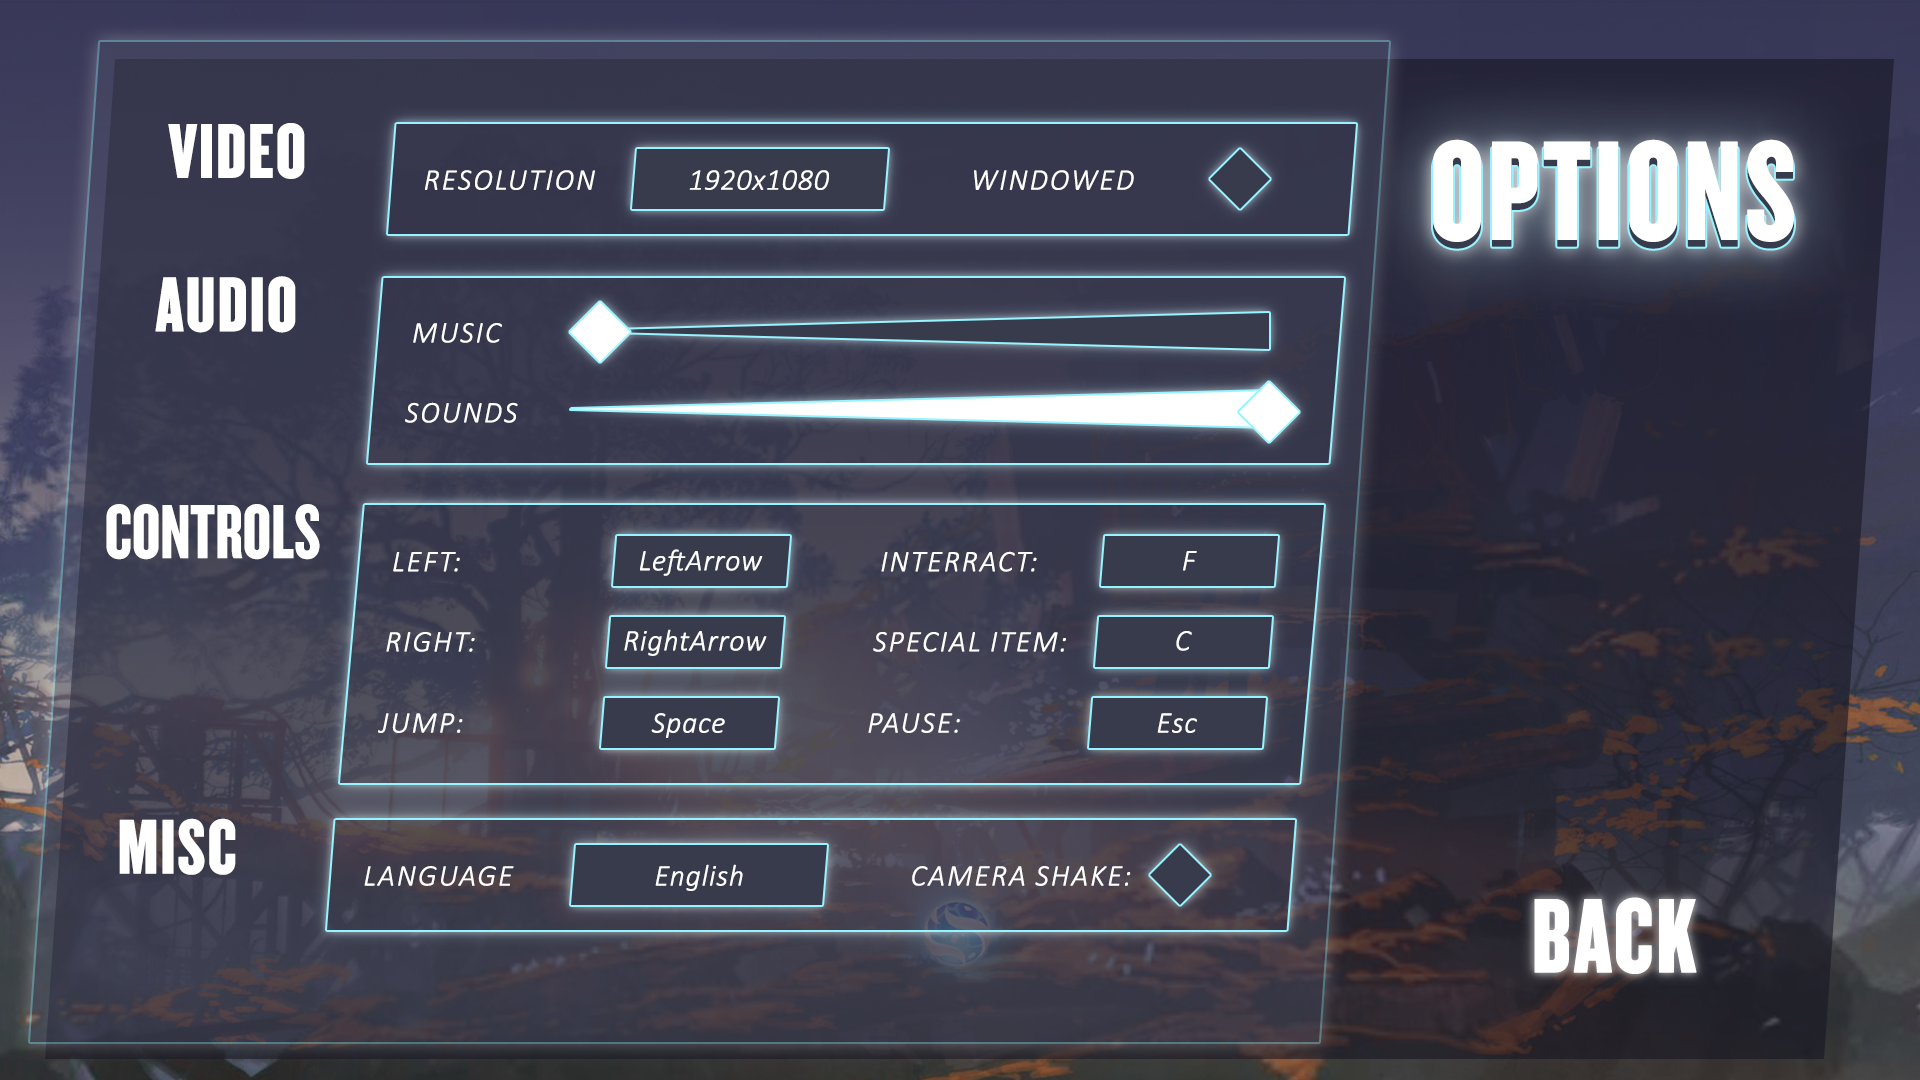 OPTIONS
VIDEO
RESOLUTION 1920x1080 WINDOWED
AUDIO
MUSIC
SOUNDS
CONTROLS
LEFT: LeftArrow INTERRACT: F
RIGHT: RightArrow SPECIAL ITEM: C
JUMP: Space PAUSE: Esc
MISC
LANGUAGE English CAMERA SHAKE:
BACK